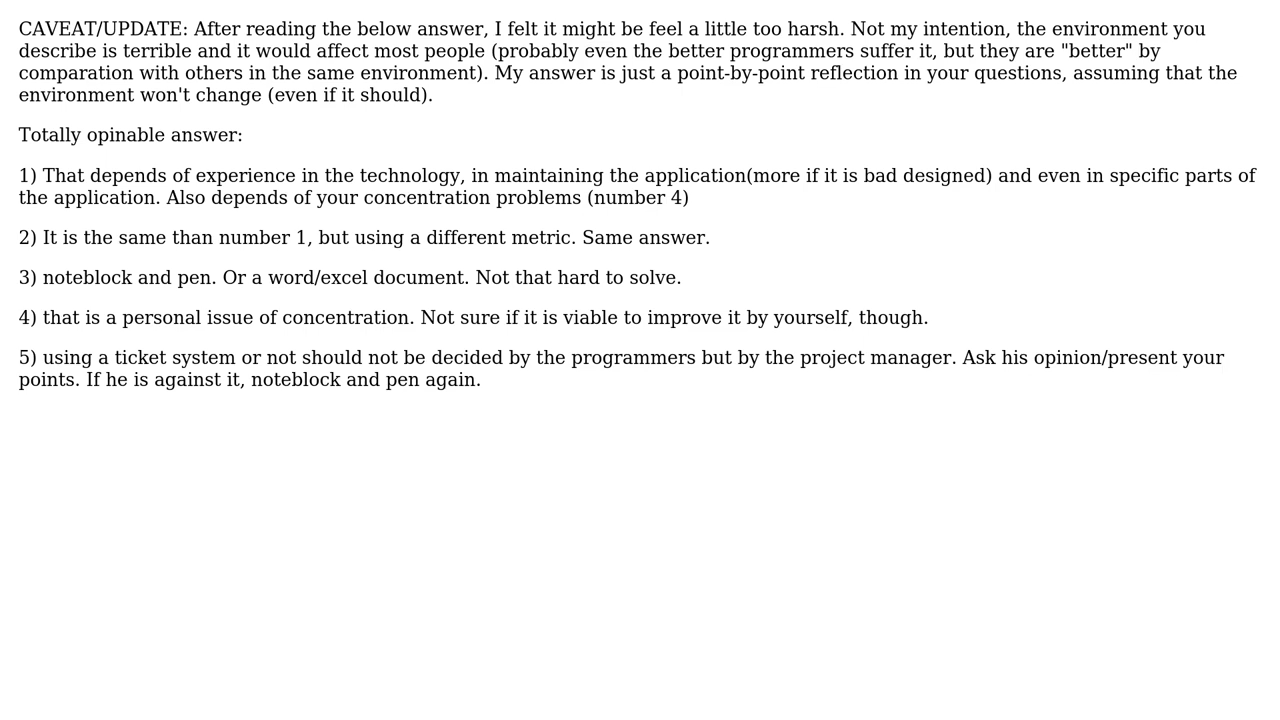 CAVEAT/UPDATE: After reading the below answer, I felt it might be feel a little too harsh. Not my intention, the environment you
describe is terrible and it would affect most people (probably even the better programmers suffer it, but they are "better" by
comparation with others in the same environment). My answer is just a point-by-point reflection in your questions, assuming that the
environment won't change (even if it should).
Totally opinable answer:
1) That depends of experience in the technology, in maintaining the application(more if it is bad designed) and even in specific parts of
the application. Also depends of your concentration problems (number 4)
2) It is the same than number 1, but using a different metric. Same answer.
3) noteblock and pen. Or a word/excel document. Not that hard to solve.
4) that is a personal issue of concentration. Not sure if it is viable to improve it by yourself, though.
5) using a ticket system or not should not be decided by the programmers but by the project manager. Ask his opinion/present your
points. If he is against it, noteblock and pen again.